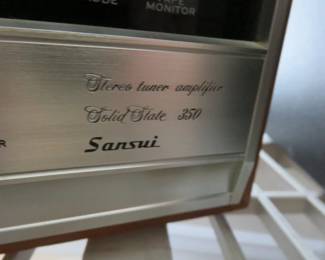 MONITOR
Stereo tuner amplifier
Solid State 350
Sansui